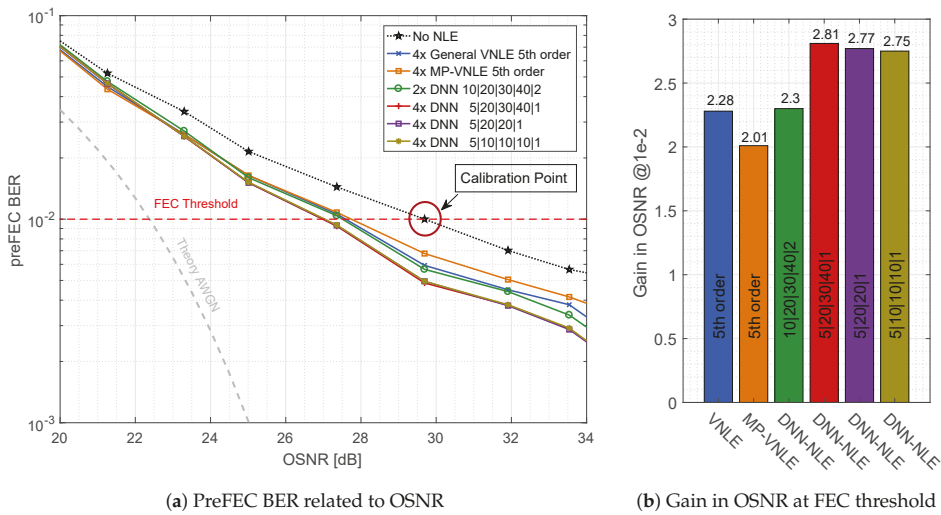 10^-1
10^-2
10^-3
preFEC BER
20
22
24
26
28
30
32
34
OSNR [dB]
No NLE
4x General VNLE 5th order
4x MP-VNLE 5th order
2x DNN 10|20|30|40|2
4x DNN 5|20|30|40|1
4x DNN 5|20|20|1
4x DNN 5|10|10|10|1
Calibration Point
FEC Threshold
Theory AWGN
(a) PreFEC BER related to OSNR
3
2.5
2
1.5
1
0.5
0
Gain in OSNR @1e-2
2.28
2.01
2.3
2.81
2.77
2.75
5th order
5th order
10|20|30|40|2
5|20|30|40|1
5|20|20|1
5|10|10|10|1
VNLE
MP-VNLE
DNN-NLE
DNN-NLE
DNN-NLE
DNN-NLE
(b) Gain in OSNR at FEC threshold